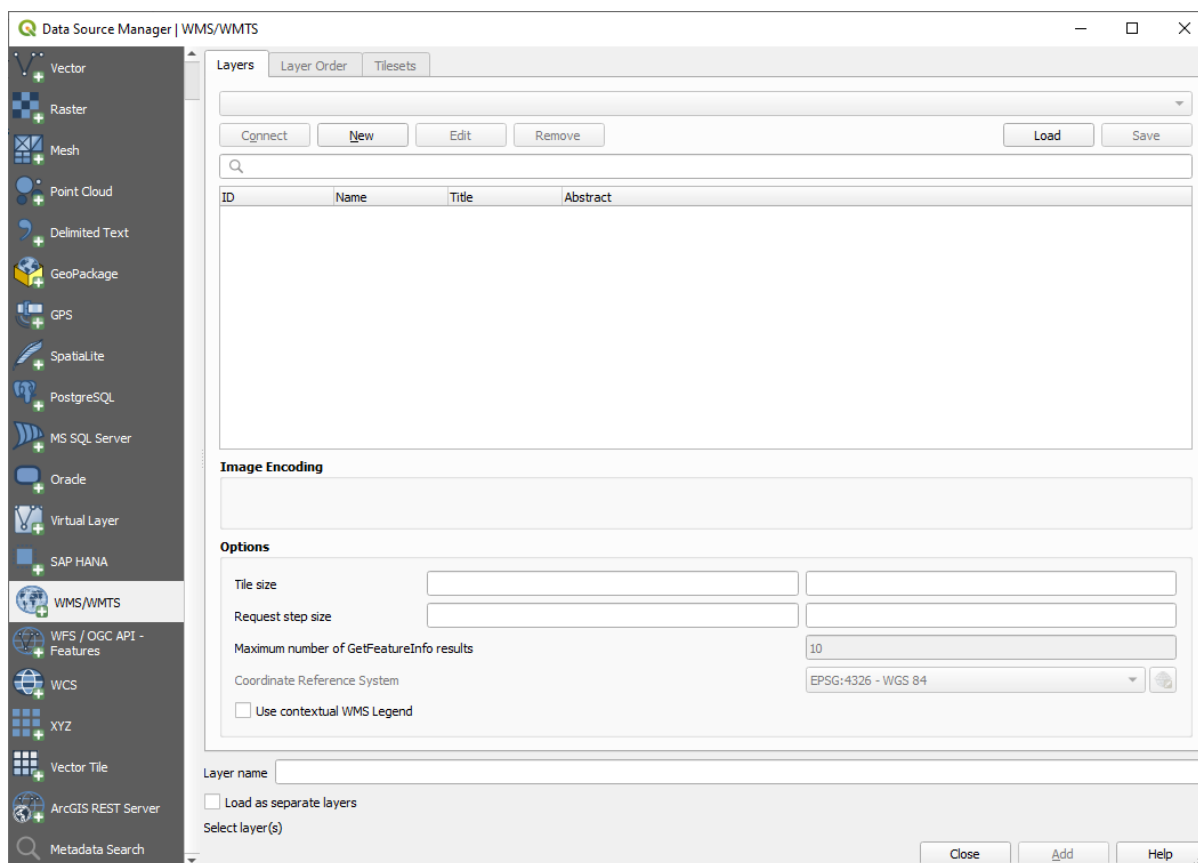 Data Source Manager | WMS/WMTS
Vector
Raster
Mesh
Point Cloud
Delimited Text
GeoPackage
GPS
SpatiaLite
PostgreSQL
MS SQL Server
Oracle
Virtual Layer
SAP HANA
WMS/WMTS
WFS / OGC API -
Features
WCS
XYZ
Vector Tile
ArcGIS REST Server
Metadata Search
Layers Layer Order Tilesets
Connect New Edit Remove Load Save
ID Name Title Abstract
Image Encoding
Options
Tile size
Request step size
Maximum number of GetFeatureInfo results 10
Coordinate Reference System EPSG:4326 - WGS 84
Use contextual WMS Legend
Layer name
Load as separate layers
Select layer(s)
Close Add Help